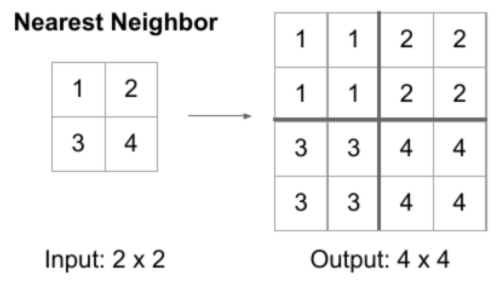 Nearest Neighbor
1 2
3 4
1 1 2 2
1 1 2 2
3 3 4 4
3 3 4 4
Input: 2 x 2
Output: 4 x 4